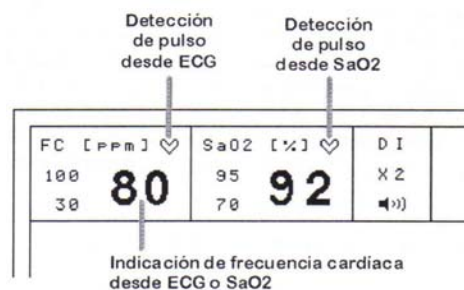 Detección
de pulso
desde ECG
Detección
de pulso
desde SaO2
FC [ppm] ♡
100
30
80
SaO2 [%] ♡
95
70
92
DI
X2
Indicación de frecuencia cardíaca
desde ECG o SaO2